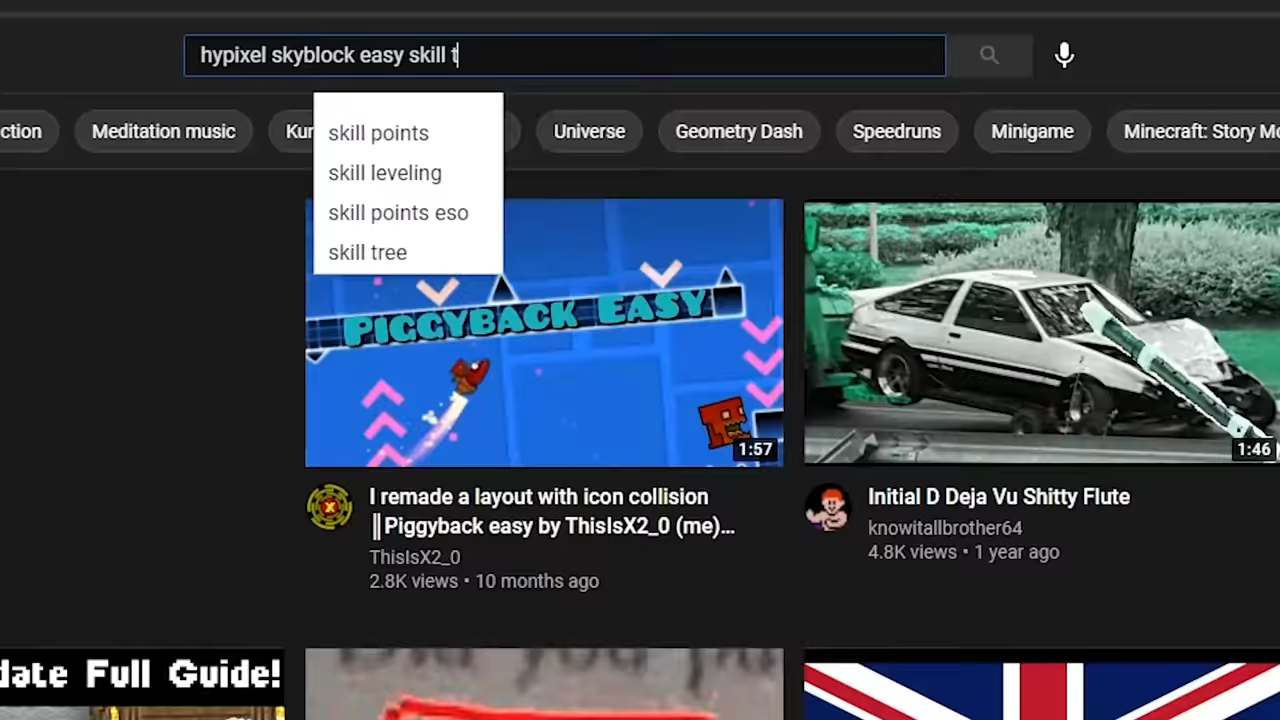 hypixel skyblock easy skill t
ction
Meditation music
Kur
Universe
Geometry Dash
Speedruns
Minigame
Minecraft: Story Mo
skill points
skill leveling
skill points eso
skill tree
PIGGYBACK EASY
1:57
1:46
I remade a layout with icon collision
║Piggyback easy by ThisIsX2_0 (me)...
ThisIsX2_0
2.8K views • 10 months ago
Initial D Deja Vu Shitty Flute
knowitallbrother64
4.8K views • 1 year ago
date Full Guide!